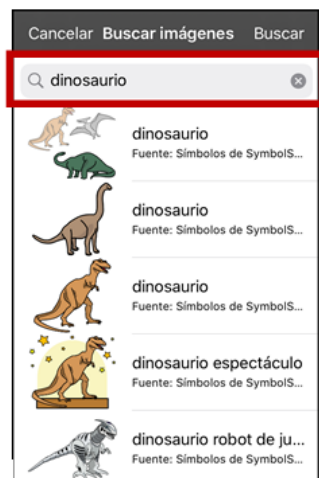 Cancelar Buscar imágenes Buscar
dinosaurio
dinosaurio
Fuente: Símbolos de SymbolS...
dinosaurio
Fuente: Símbolos de SymbolS...
dinosaurio
Fuente: Símbolos de SymbolS...
dinosaurio espectáculo
Fuente: Símbolos de SymbolS...
dinosaurio robot de ju...
Fuente: Símbolos de SymbolS...